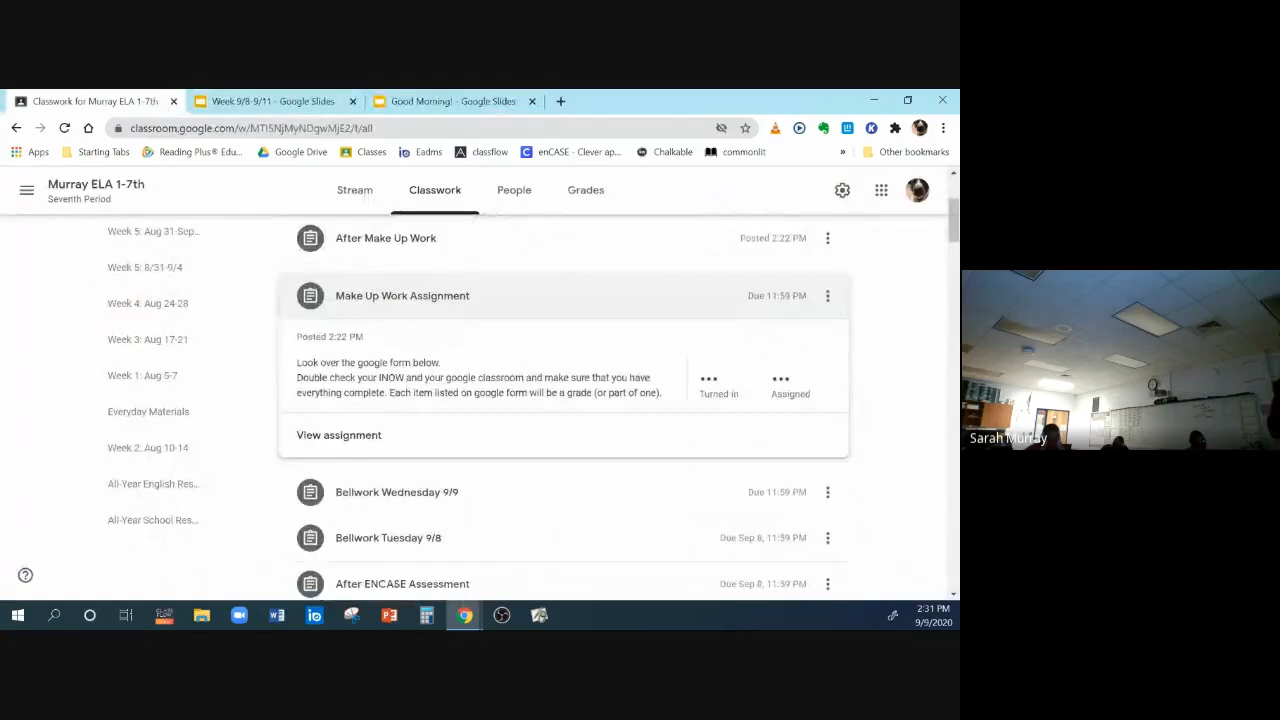 Classwork for Murray ELA 1-7th
Week 9/8-9/11 - Google Slides
Good Morning! - Google Slides
classroom.google.com/w/MTI5NjMyNDgwMjE2/t/all
Apps
Starting Tabs
Reading Plus® Edu...
Google Drive
Classes
Eadms
classflow
enCASE - Clever ap...
Chalkable
commonlit
»
Other bookmarks
Murray ELA 1-7th
Seventh Period
Stream
Classwork
People
Grades
Week 5: Aug 31-Sep...
Week 5: 8/31-9/4
Week 4: Aug 24-28
Week 3: Aug 17-21
Week 1: Aug 5-7
Everyday Materials
Week 2: Aug 10-14
All-Year English Res...
All-Year School Res...
After Make Up Work
Posted 2:22 PM
Make Up Work Assignment
Due 11:59 PM
Posted 2:22 PM
Look over the google form below.
Double check your INOW and your google classroom and make sure that you have
everything complete. Each item listed on google form will be a grade (or part of one).
Turned in
Assigned
View assignment
Bellwork Wednesday 9/9
Due 11:59 PM
Bellwork Tuesday 9/8
Due Sep 8, 11:59 PM
After ENCASE Assessment
Due Sep 8, 11:59 PM
2:31 PM
9/9/2020
Sarah Murray